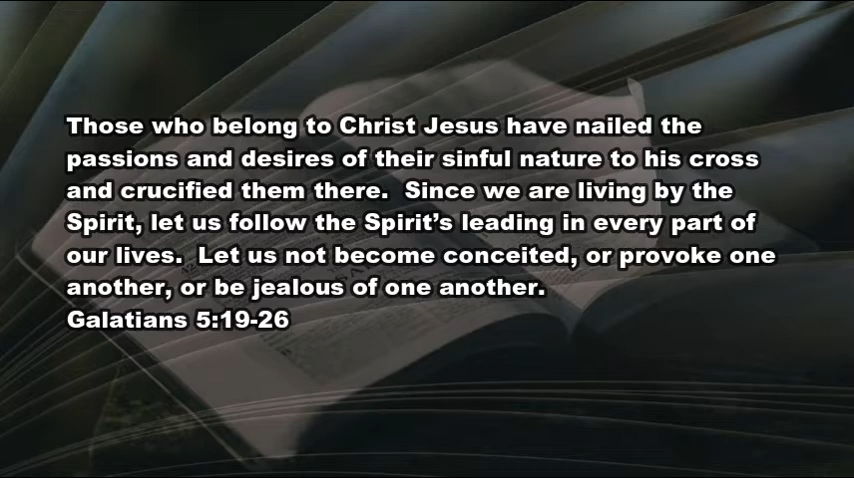 Those who belong to Christ Jesus have nailed the
passions and desires of their sinful nature to his cross
and crucified them there.  Since we are living by the
Spirit, let us follow the Spirit’s leading in every part of
our lives.  Let us not become conceited, or provoke one
another, or be jealous of one another.
Galatians 5:19-26